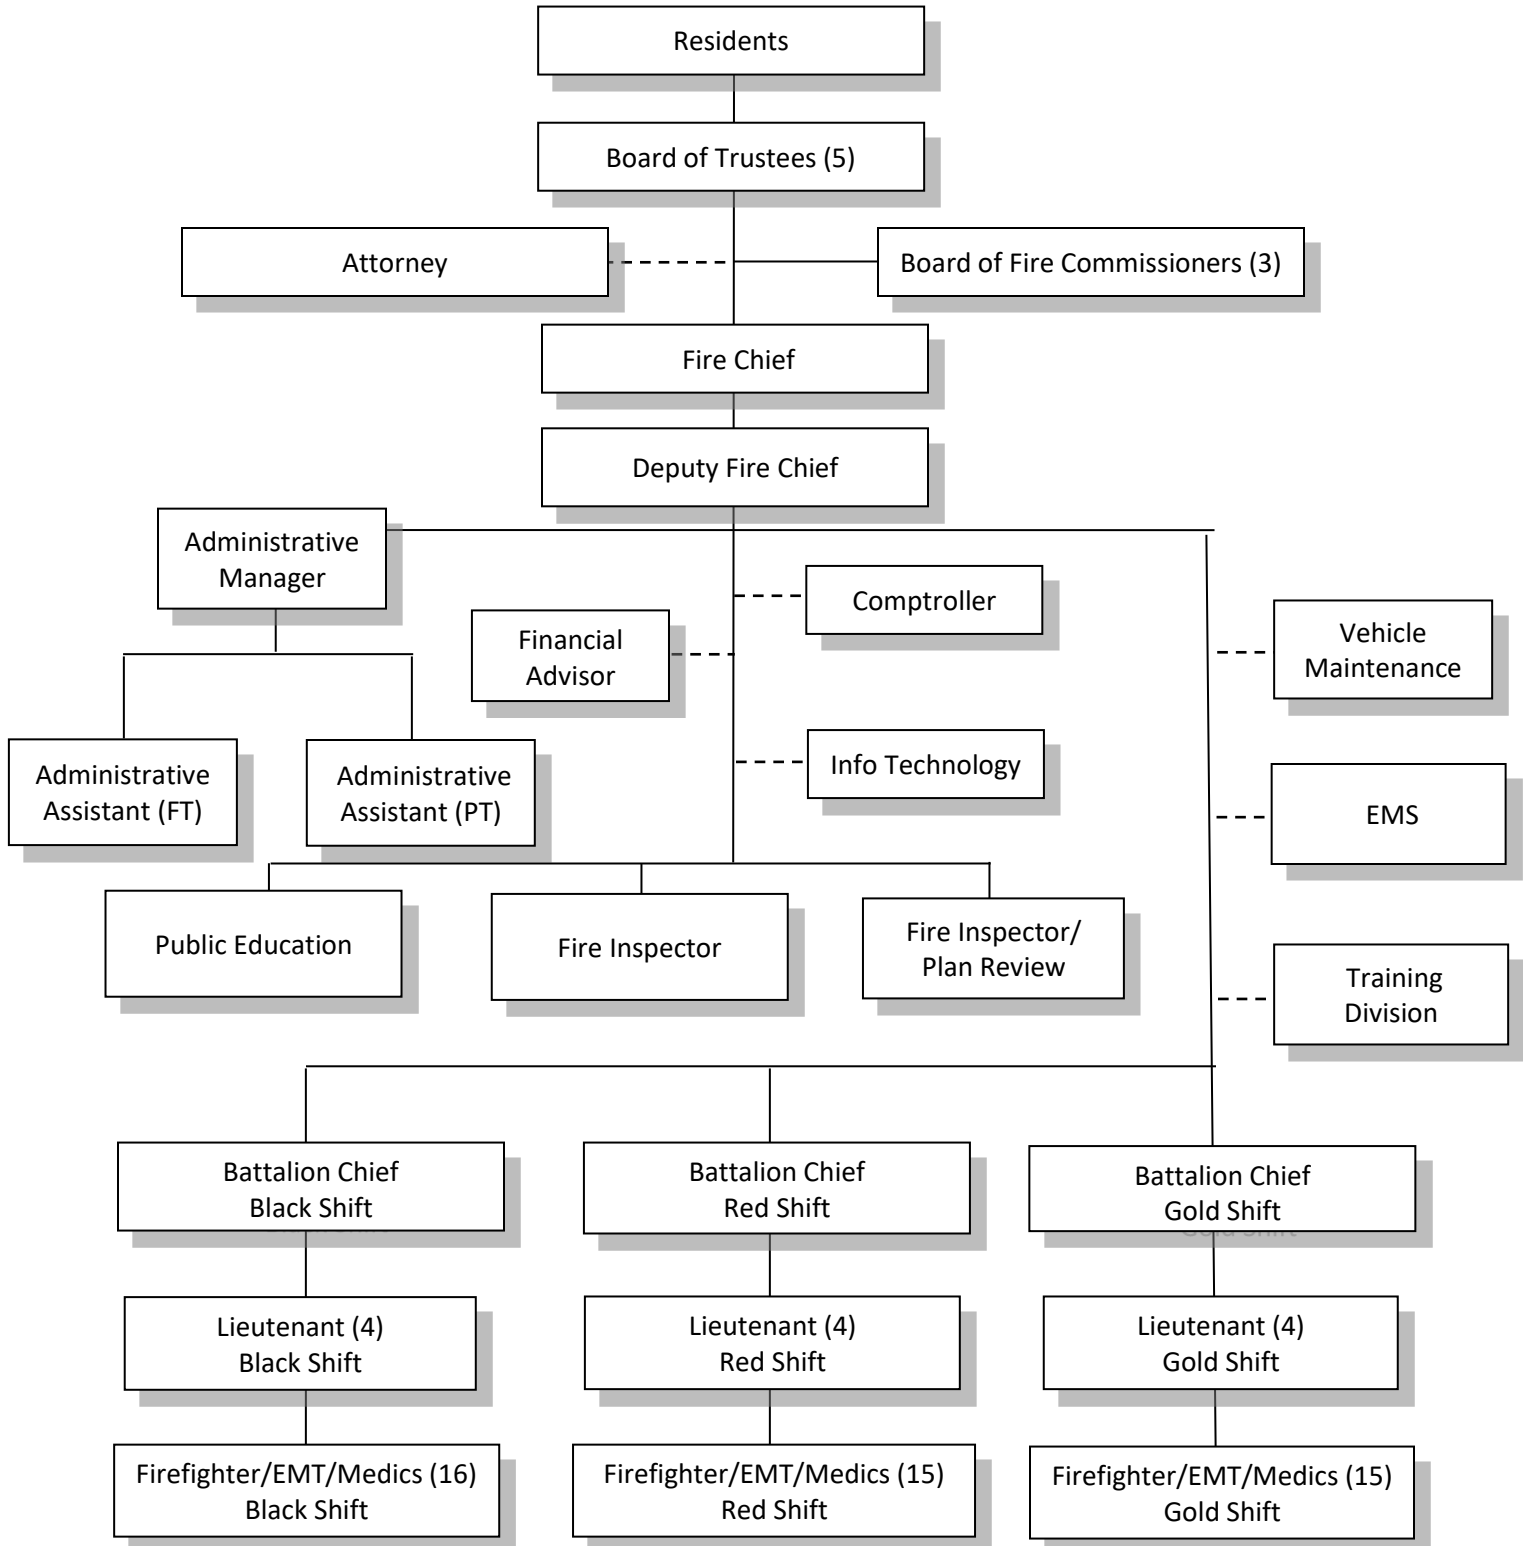 Residents
Board of Trustees (5)
Attorney
Board of Fire Commissioners (3)
Fire Chief
Deputy Fire Chief
Administrative
Manager
Comptroller
Financial
Advisor
Vehicle
Maintenance
Administrative
Assistant (FT)
Administrative
Assistant (PT)
Info Technology
EMS
Public Education
Fire Inspector
Fire Inspector/
Plan Review
Training
Division
Battalion Chief
Black Shift
Battalion Chief
Red Shift
Battalion Chief
Gold Shift
Lieutenant (4)
Black Shift
Lieutenant (4)
Red Shift
Lieutenant (4)
Gold Shift
Firefighter/EMT/Medics (16)
Black Shift
Firefighter/EMT/Medics (15)
Red Shift
Firefighter/EMT/Medics (15)
Gold Shift